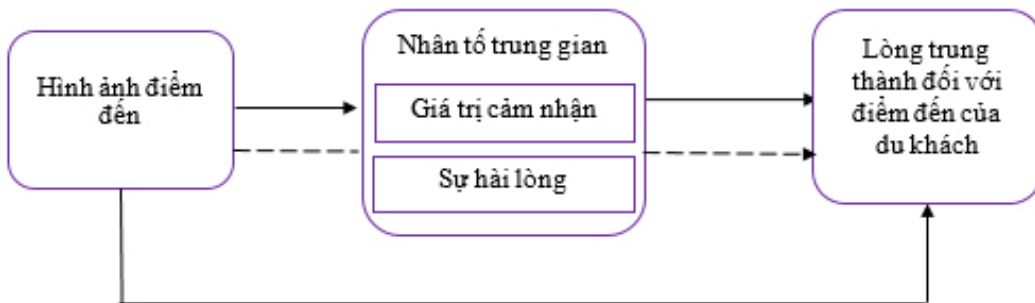 Hình ảnh điểm
đến
Nhân tố trung gian
Giá trị cảm nhận
Sự hài lòng
Lòng trung
thành đối với
điểm đến của
du khách